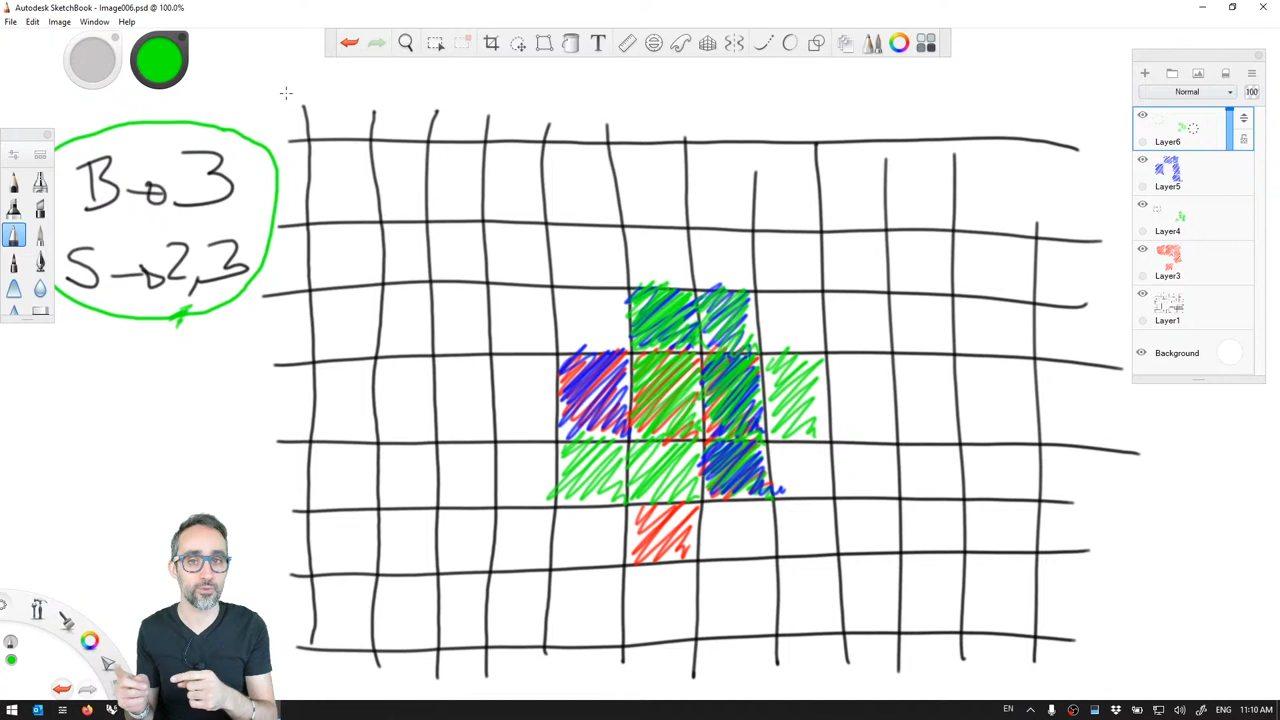 Autodesk SketchBook - Image006.psd @ 100.0%
File Edit Image Window Help
Normal
100
Layer6
Layer5
Layer4
Layer3
Layer1
Background
B→3
S→2,3
EN 11:10 AM